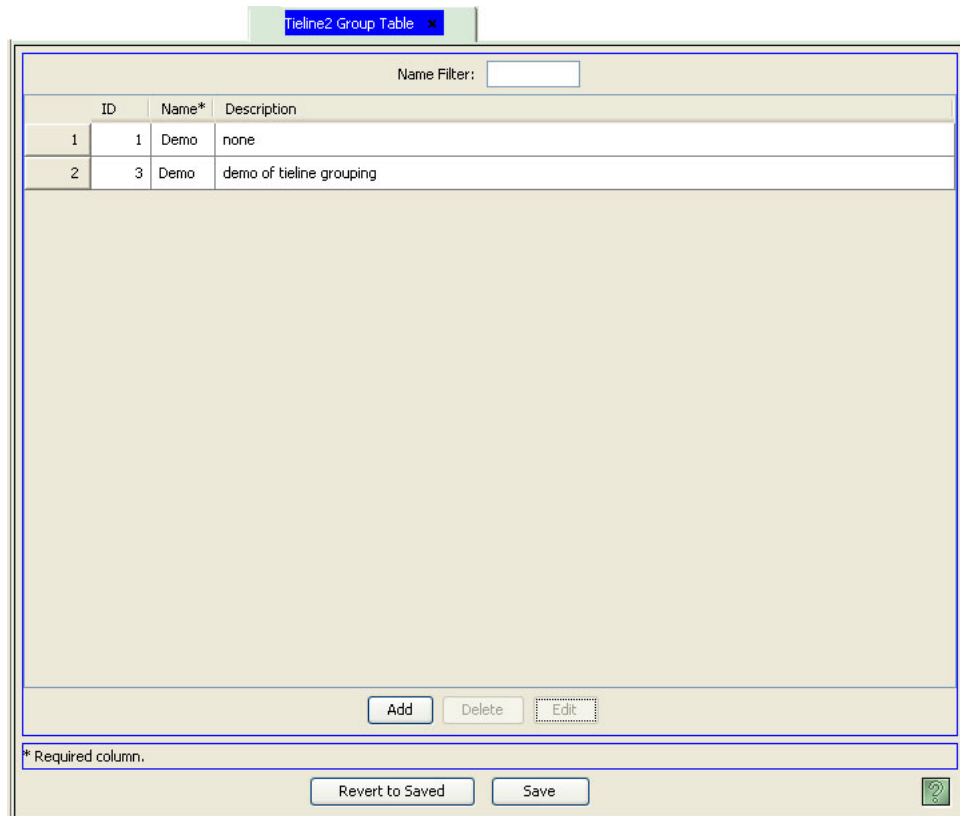 Tieline2 Group Table ×
Name Filter:
ID Name* Description
1 1 Demo none
2 3 Demo demo of tieline grouping
Add Delete Edit
* Required column.
Revert to Saved Save ?